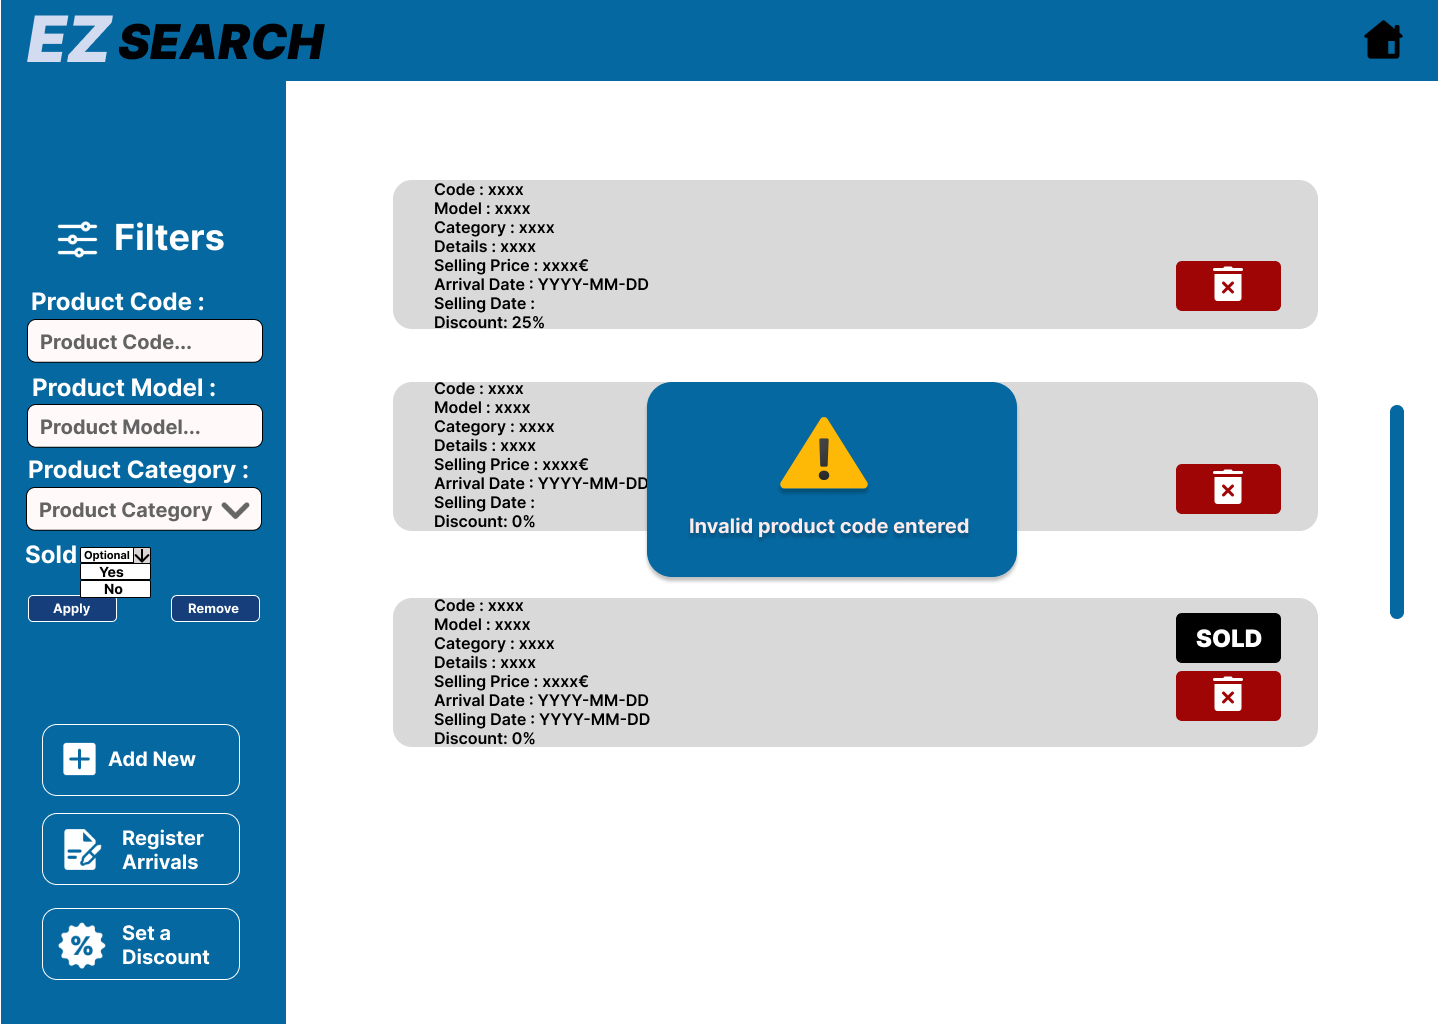 EZ SEARCH
Filters
Product Code :
Product Code...
Product Model :
Product Model...
Product Category :
Product Category
Sold Optional
Yes
No
Apply Remove
Add New
Register
Arrivals
Set a
Discount
Code : xxxx
Model : xxxx
Category : xxxx
Details : xxxx
Selling Price : xxxx€
Arrival Date : YYYY-MM-DD
Selling Date :
Discount: 25%
Code : xxxx
Model : xxxx
Category : xxxx
Details : xxxx
Selling Price : xxxx€
Arrival Date : YYYY-MM-DD
Selling Date :
Discount: 0%
Invalid product code entered
Code : xxxx
Model : xxxx
Category : xxxx
Details : xxxx
Selling Price : xxxx€
Arrival Date : YYYY-MM-DD
Selling Date : YYYY-MM-DD
Discount: 0%
SOLD